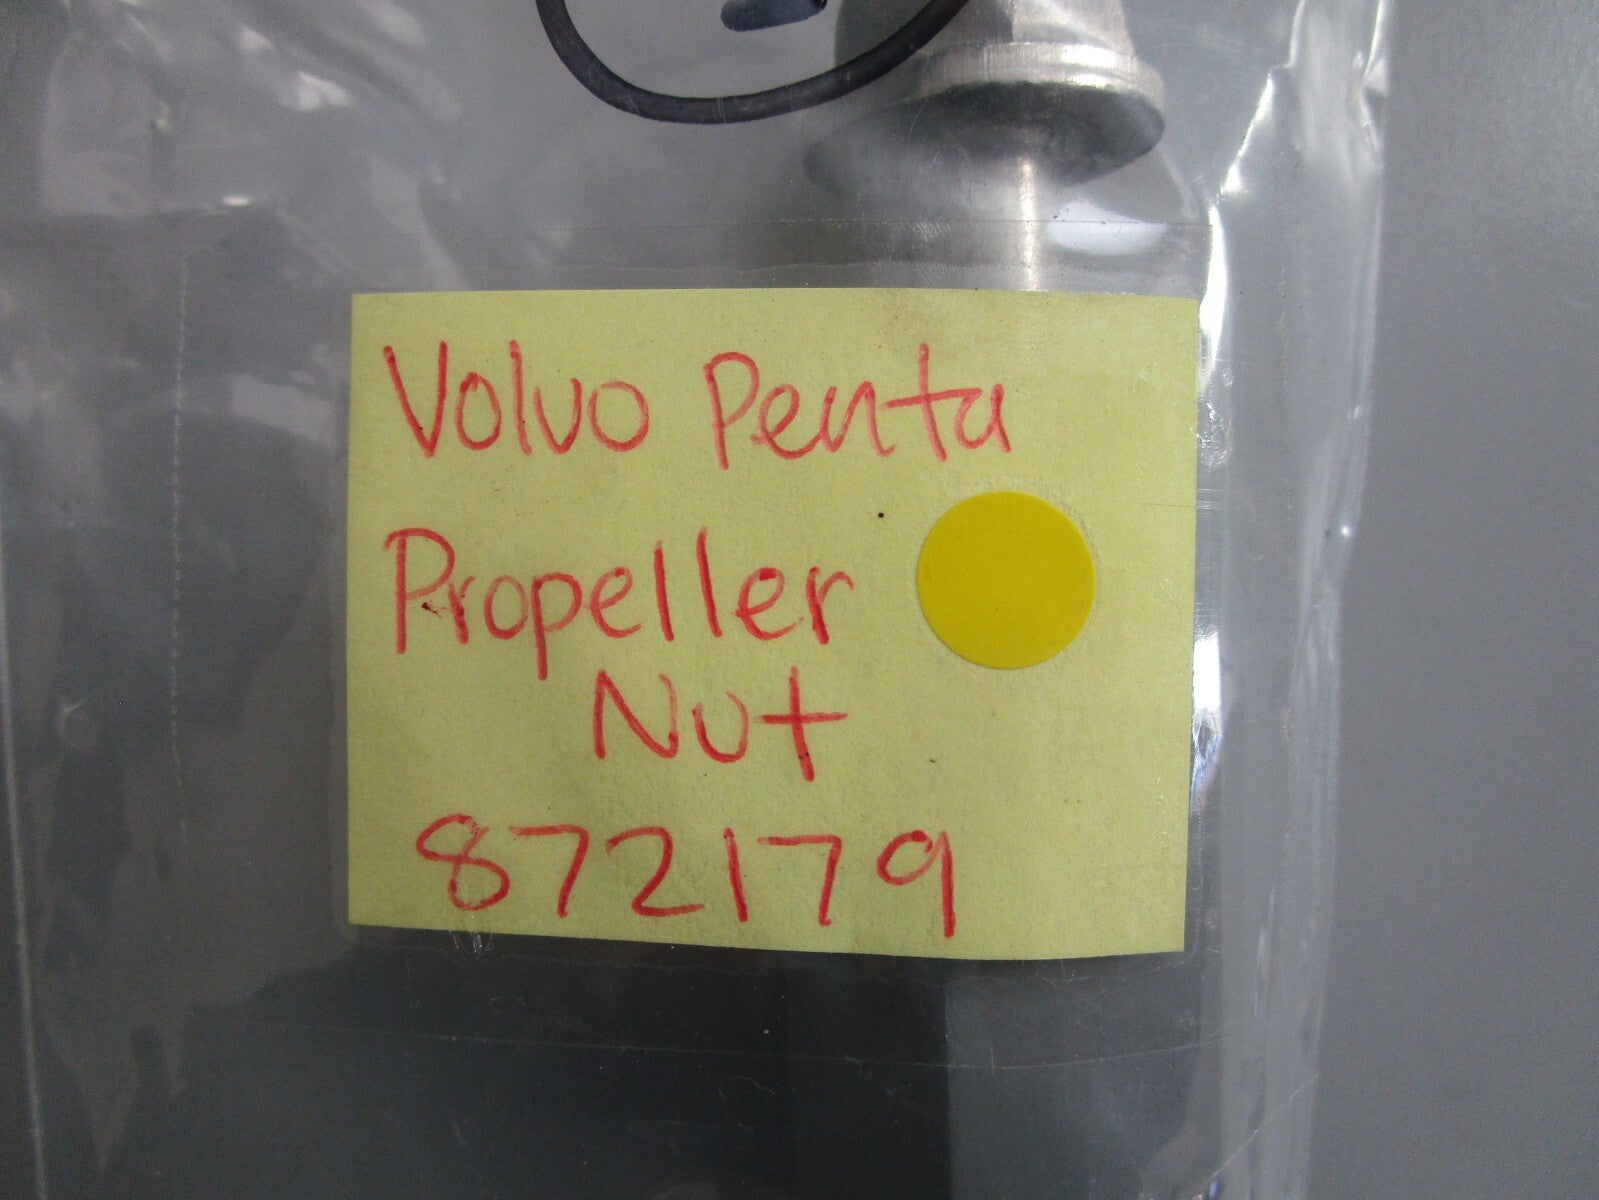 Volvo Penta
Propeller
Nut
872179